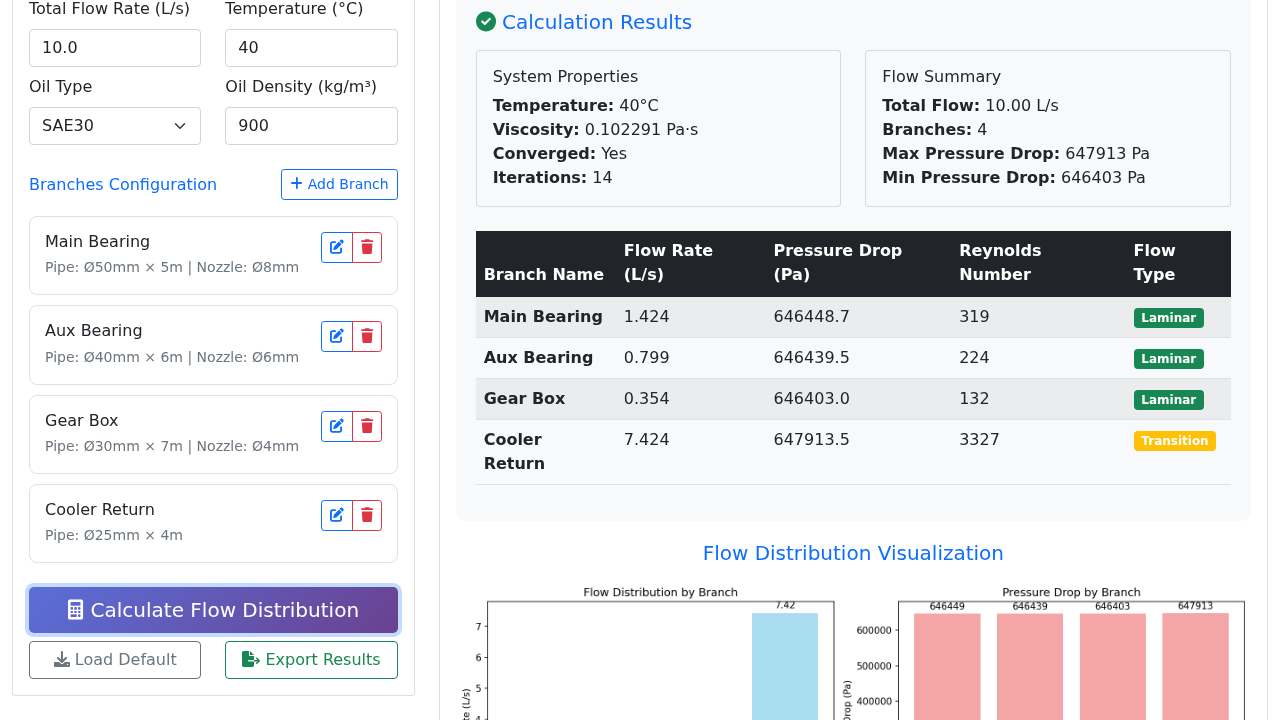 Total Flow Rate (L/s)
Temperature (°C)
10.0
40
Oil Type
Oil Density (kg/m³)
SAE30
900
Branches Configuration
Add Branch
Main Bearing
Pipe: Ø50mm × 5m | Nozzle: Ø8mm
Aux Bearing
Pipe: Ø40mm × 6m | Nozzle: Ø6mm
Gear Box
Pipe: Ø30mm × 7m | Nozzle: Ø4mm
Cooler Return
Pipe: Ø25mm × 4m
Calculate Flow Distribution
Load Default
Export Results
Calculation Results
System Properties
Temperature: 40°C
Viscosity: 0.102291 Pa·s
Converged: Yes
Iterations: 14
Flow Summary
Total Flow: 10.00 L/s
Branches: 4
Max Pressure Drop: 647913 Pa
Min Pressure Drop: 646403 Pa
Branch Name
Flow Rate
(L/s)
Pressure Drop
(Pa)
Reynolds
Number
Flow
Type
Main Bearing 1.424 646448.7 319 Laminar
Aux Bearing 0.799 646439.5 224 Laminar
Gear Box 0.354 646403.0 132 Laminar
Cooler 7.424 647913.5 3327 Transition
Return
Flow Distribution Visualization
Flow Distribution by Branch
7.42
7
6
5
Pressure Drop by Branch
646449 646439 646403 647913
600000
500000
400000
Drop (Pa)